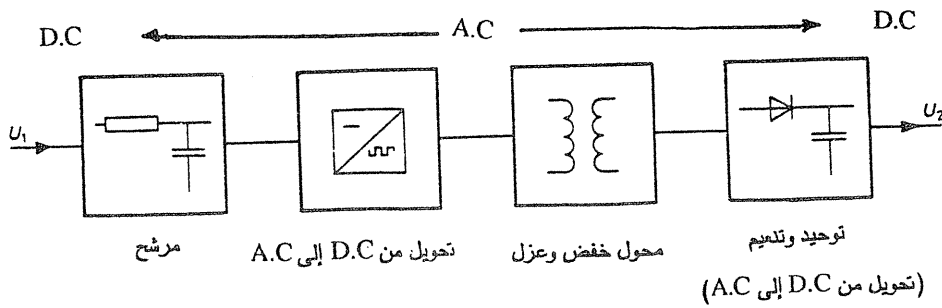 D.C A.C D.C
U₁
U₂
مرشح
تحويل من D.C إلى A.C
محول خفض وعزل
توحيد وتنعيم
(تحويل من D.C إلى A.C)